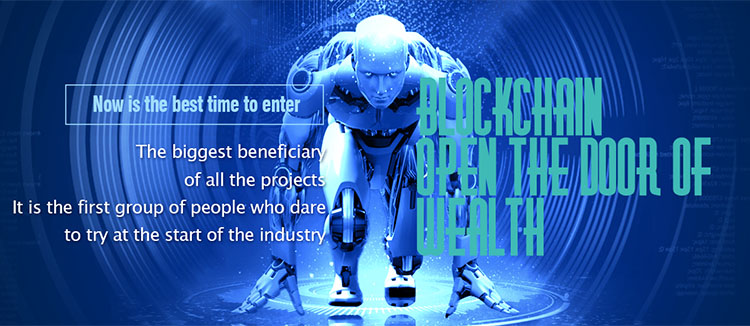 Now is the best time to enter
The biggest beneficiary
of all the projects
It is the first group of people who dare
to try at the start of the industry
BLOCKCHAIN
OPEN THE DOOR OF
WEALTH